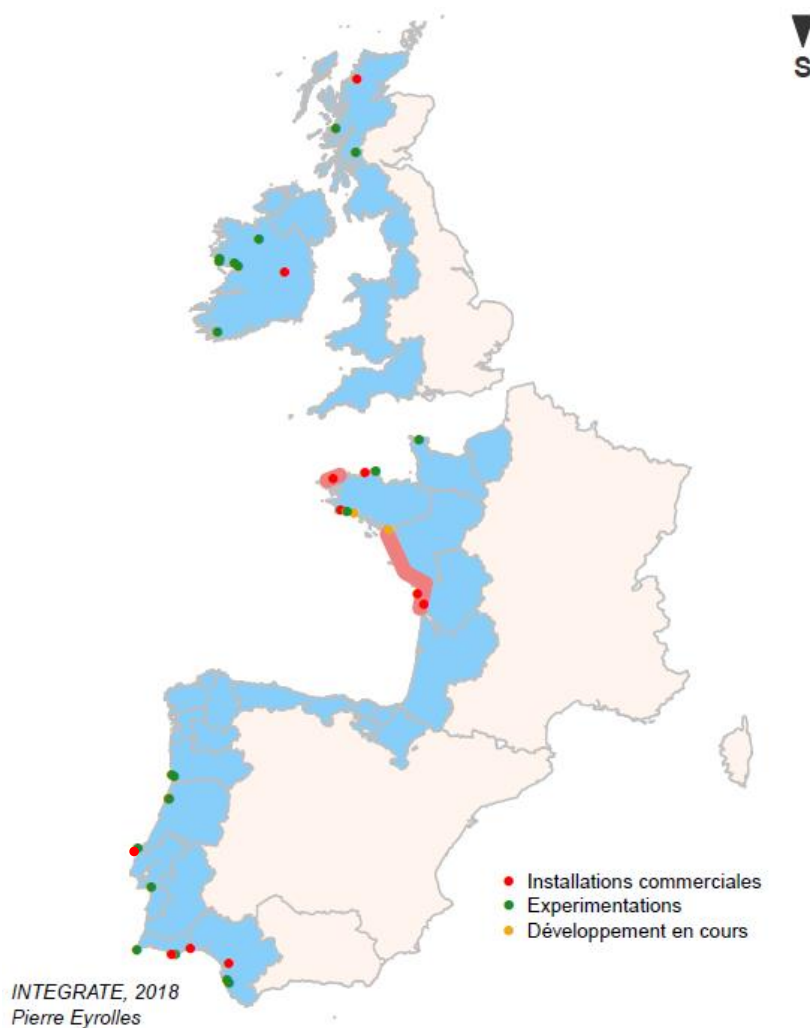 S
Installations commerciales
Experimentations
Développement en cours
INTEGRATE, 2018
Pierre Eyrolles